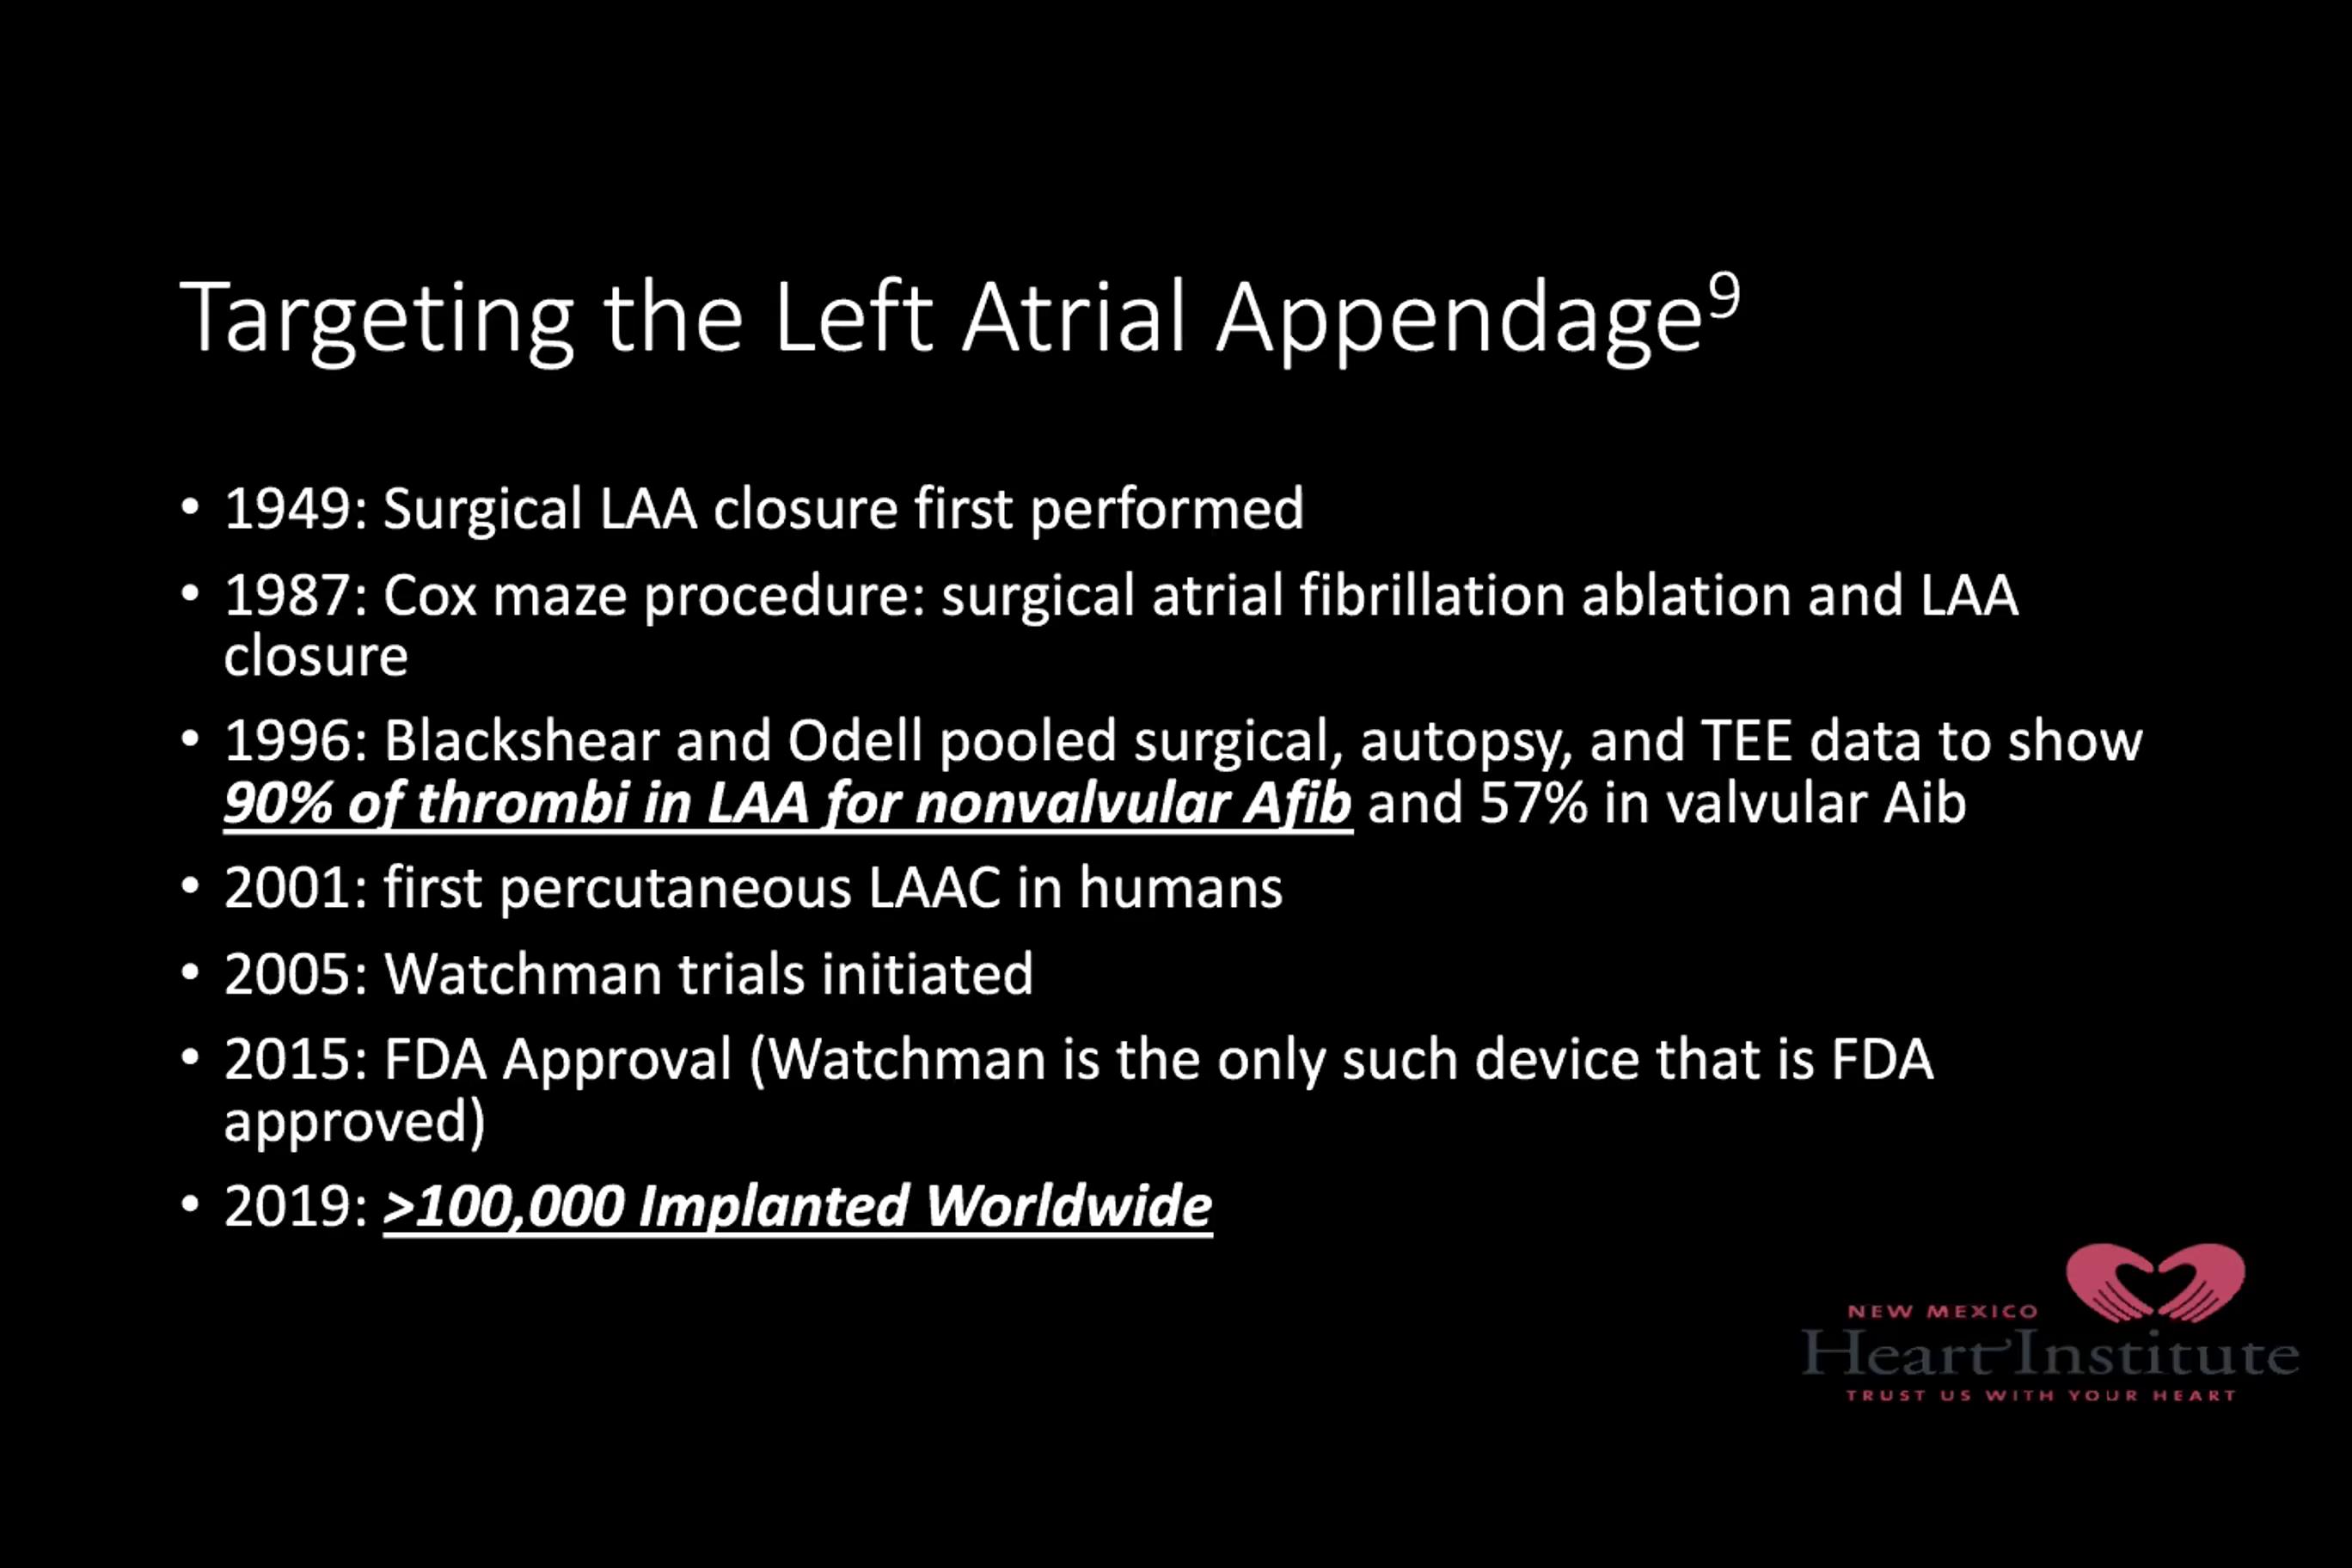 Targeting the Left Atrial Appendage⁹
• 1949: Surgical LAA closure first performed
• 1987: Cox maze procedure: surgical atrial fibrillation ablation and LAA
closure
• 1996: Blackshear and Odell pooled surgical, autopsy, and TEE data to show
90% of thrombi in LAA for nonvalvular Afib and 57% in valvular Aib
• 2001: first percutaneous LAAC in humans
• 2005: Watchman trials initiated
• 2015: FDA Approval (Watchman is the only such device that is FDA
approved)
• 2019: >100,000 Implanted Worldwide
NEW MEXICO
Heart Institute
TRUST US WITH YOUR HEART